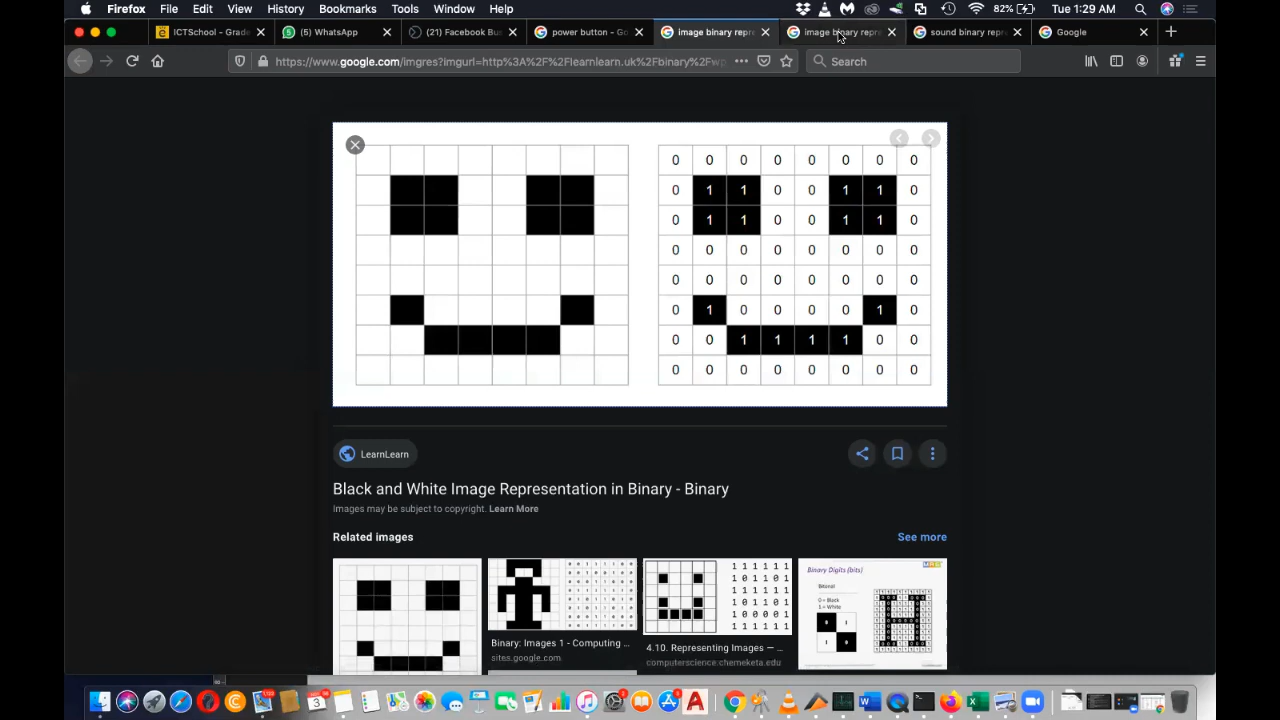 Firefox File Edit View History Bookmarks Tools Window Help 82% Tue 1:29 AM
ICTSchool - Grade (5) WhatsApp (21) Facebook Bus power button - Go image binary repre image binary repre sound binary repre Google
https://www.google.com/imgres?imgurl=http%3A%2F%2Flearnlearn.uk%2Fbinary%2Fwp Search
0 0 0 0 0 0 0 0
0 1 1 0 0 1 1 0
0 1 1 0 0 1 1 0
0 0 0 0 0 0 0 0
0 0 0 0 0 0 0 0
0 1 0 0 0 0 1 0
0 0 1 1 1 1 0 0
0 0 0 0 0 0 0 0
LearnLearn
Black and White Image Representation in Binary - Binary
Images may be subject to copyright. Learn More
Related images See more
1 1 1 1 1 1
1 0 1 1 0 1
1 1 1 1 1 1
1 0 1 1 0 1
1 0 0 0 0 1
1 1 1 1 1 1
Binary: Images 1 - Computing ...
sites.google.com
4.10. Representing Images — ...
computerscience.chemeketa.edu
Binary Digits (bits)
0 = Black
1 = White